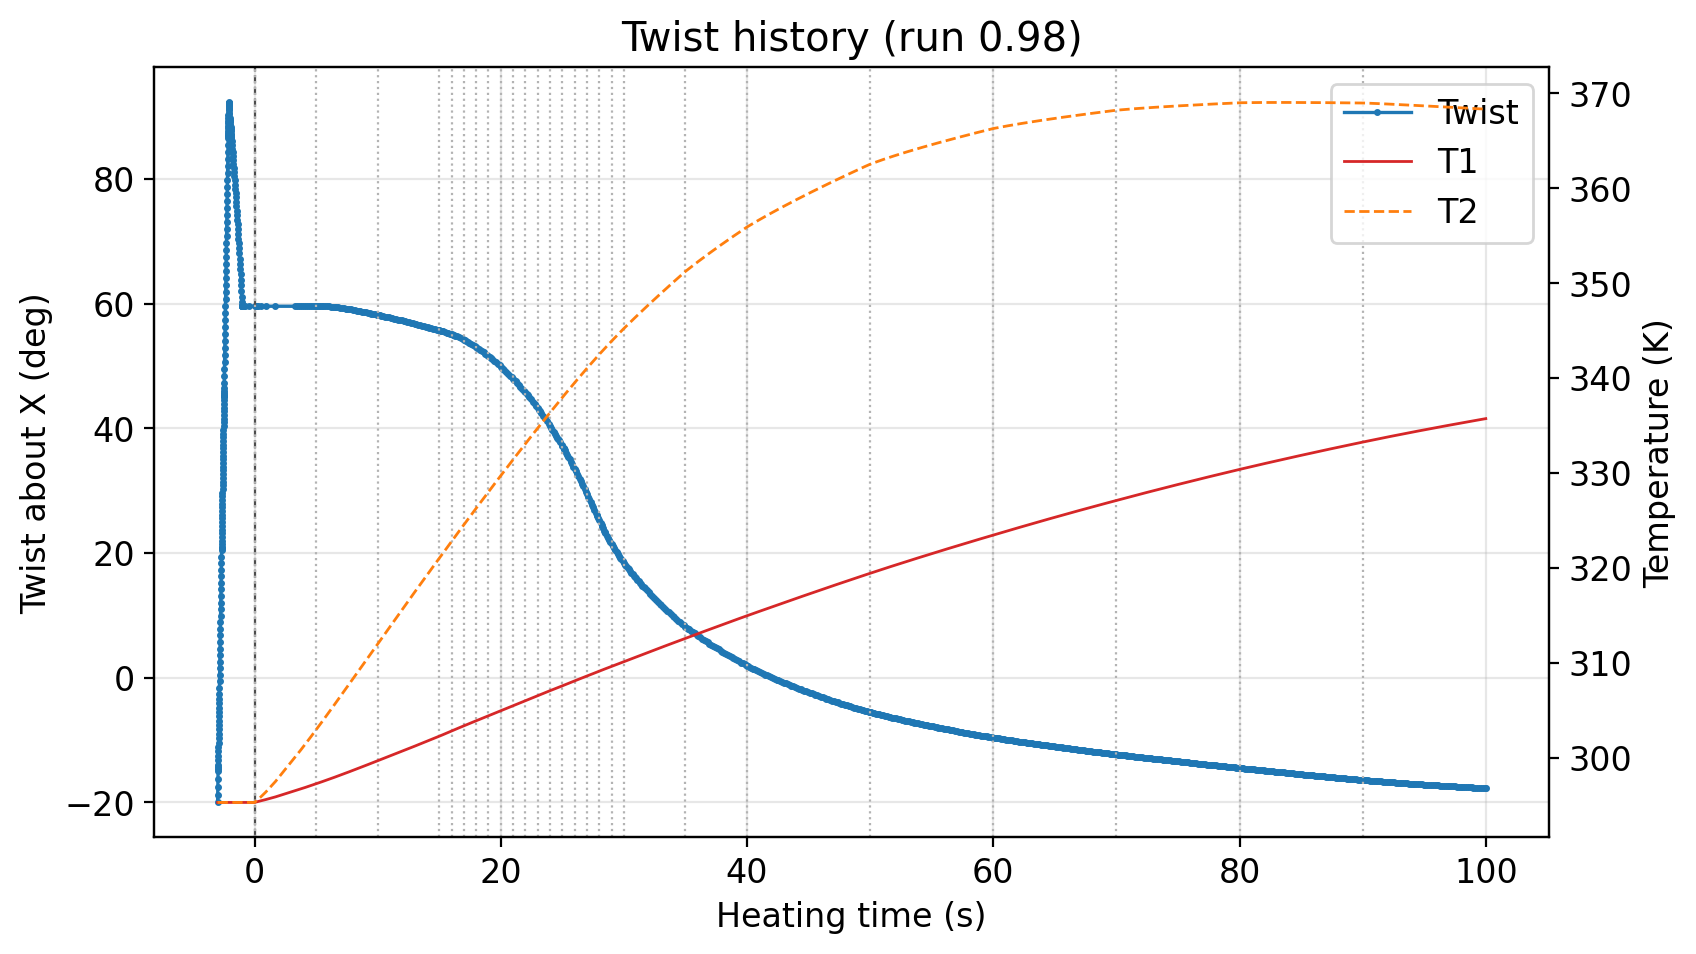 Twist history (run 0.98)
Twist about X (deg)
80
60
40
20
0
−20
370
360
350
340
330
320
310
300
Temperature (K)
Twist
T1
T2
0
20
40
60
80
100
Heating time (s)